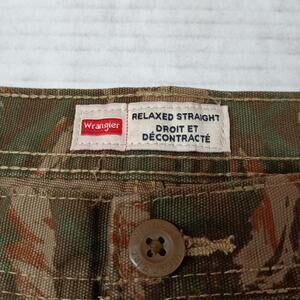 Wrangler
RELAXED STRAIGHT
DROIT ET
DÉCONTRACTÉ